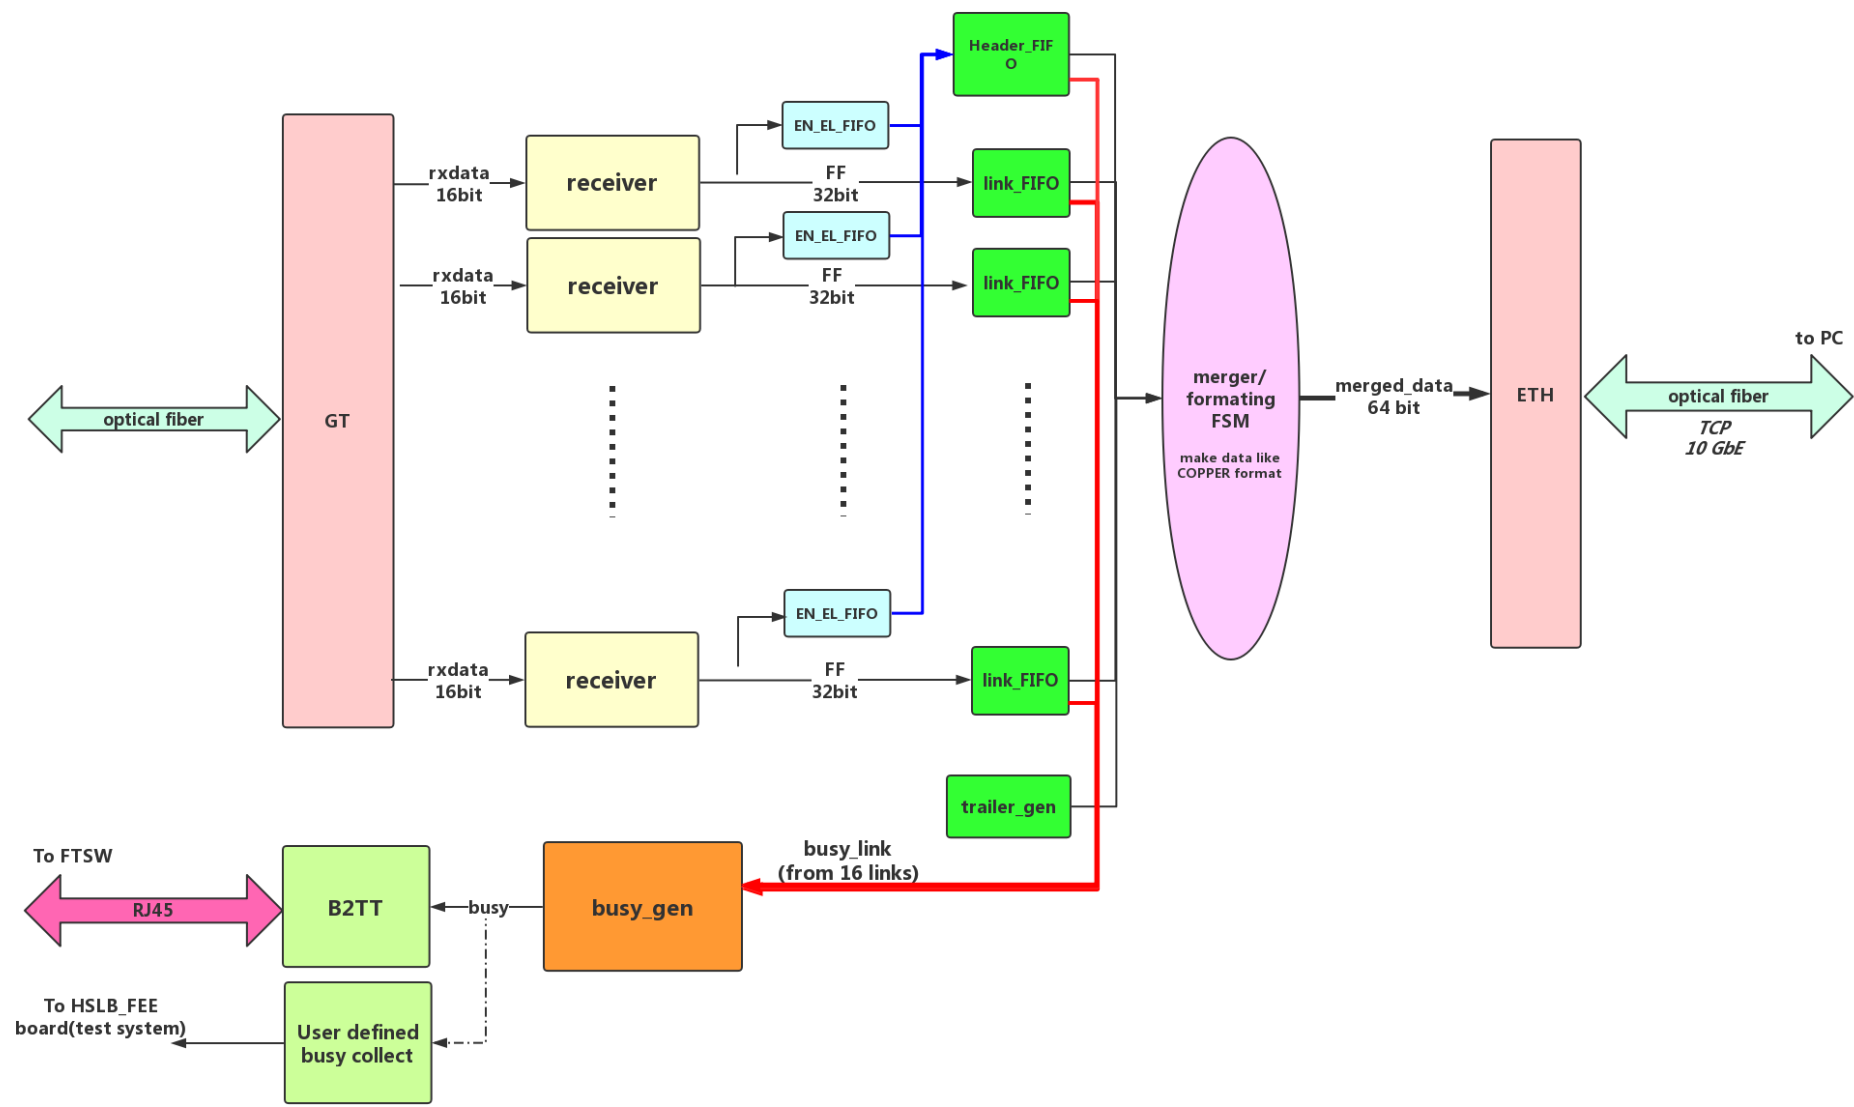 Header_FIF
O
EN_EL_FIFO
rxdata
16bit
receiver
FF
32bit
link_FIFO
EN_EL_FIFO
rxdata
16bit
receiver
FF
32bit
link_FIFO
to PC
optical fiber
GT
merger/
formating
FSM
make data like
COPPER format
merged_data
64 bit
ETH
optical fiber
TCP
10 GbE
EN_EL_FIFO
rxdata
16bit
receiver
FF
32bit
link_FIFO
trailer_gen
busy_link
(from 16 links)
To FTSW
RJ45
B2TT
busy
busy_gen
To HSLB_FEE
board(test system)
User defined
busy collect